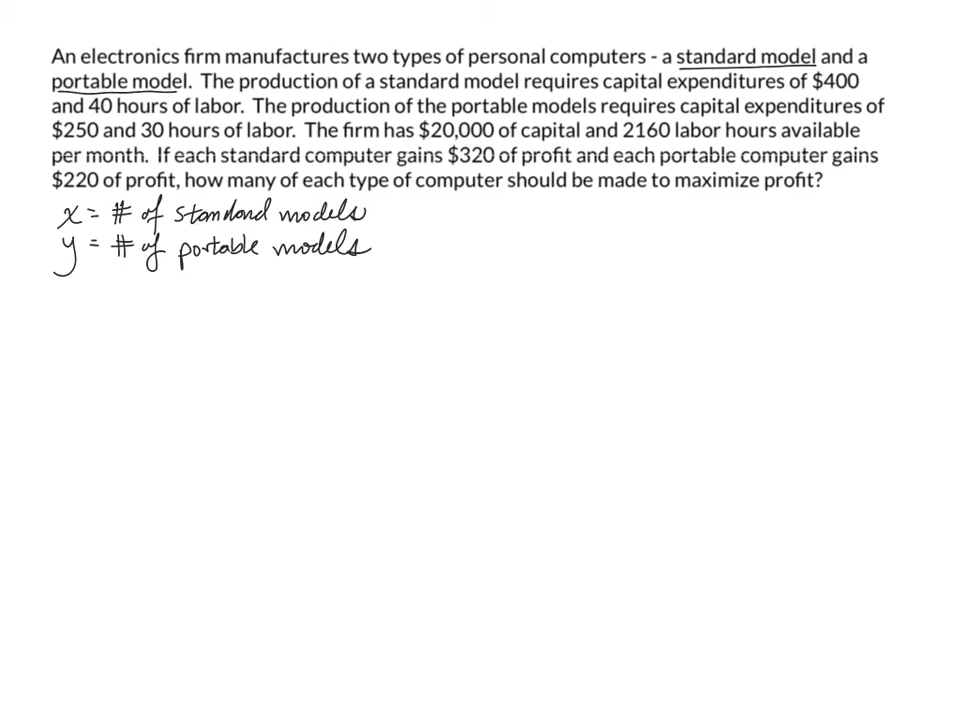 An electronics firm manufactures two types of personal computers - a standard model and a
portable model. The production of a standard model requires capital expenditures of $400
and 40 hours of labor. The production of the portable models requires capital expenditures of
$250 and 30 hours of labor. The firm has $20,000 of capital and 2160 labor hours available
per month. If each standard computer gains $320 of profit and each portable computer gains
$220 of profit, how many of each type of computer should be made to maximize profit?
x = # of standard models
y = # of portable models